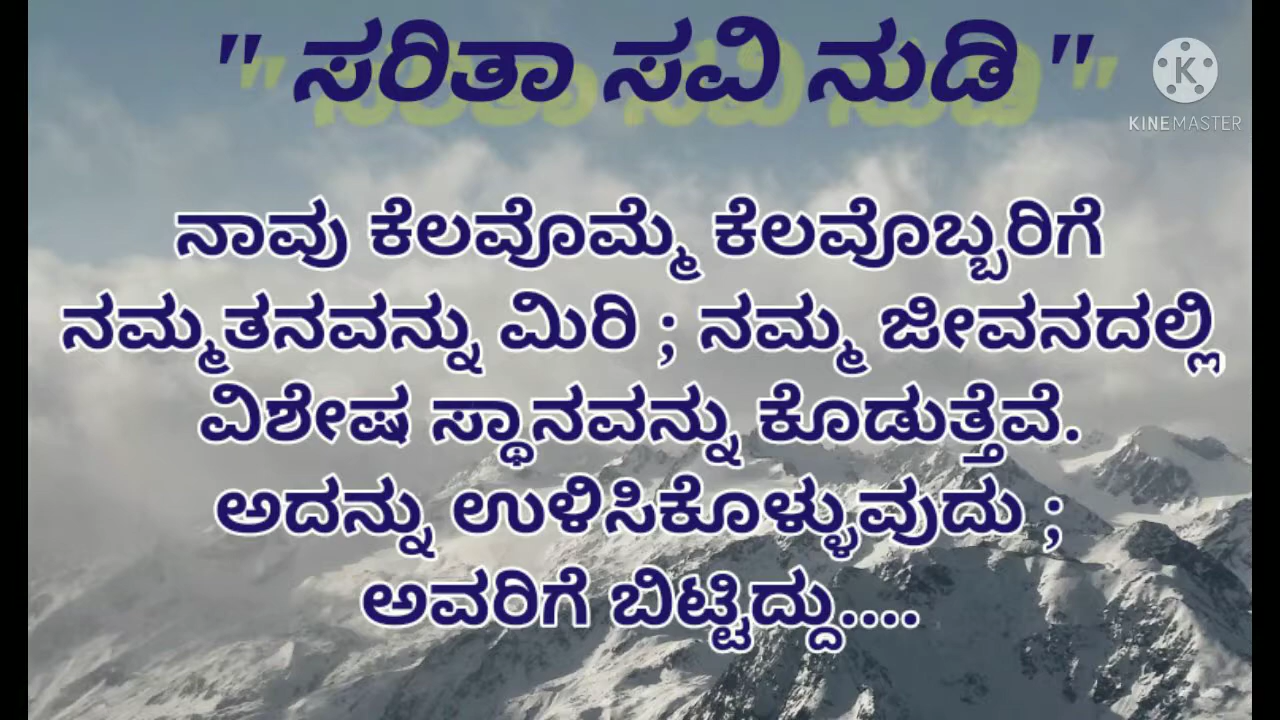 " ಸರಿತಾ ಸವಿ ನುಡಿ "
KINEMASTER
ನಾವು ಕೆಲವೊಮ್ಮೆ ಕೆಲವೊಬ್ಬರಿಗೆ
ನಮ್ಮತನವನ್ನು ಮಿರಿ ; ನಮ್ಮ ಜೀವನದಲ್ಲಿ
ವಿಶೇಷ ಸ್ಥಾನವನ್ನು ಕೊಡುತ್ತೆವೆ.
ಅದನ್ನು ಉಳಿಸಿಕೊಳ್ಳುವುದು ;
ಅವರಿಗೆ ಬಿಟ್ಟಿದ್ದು....